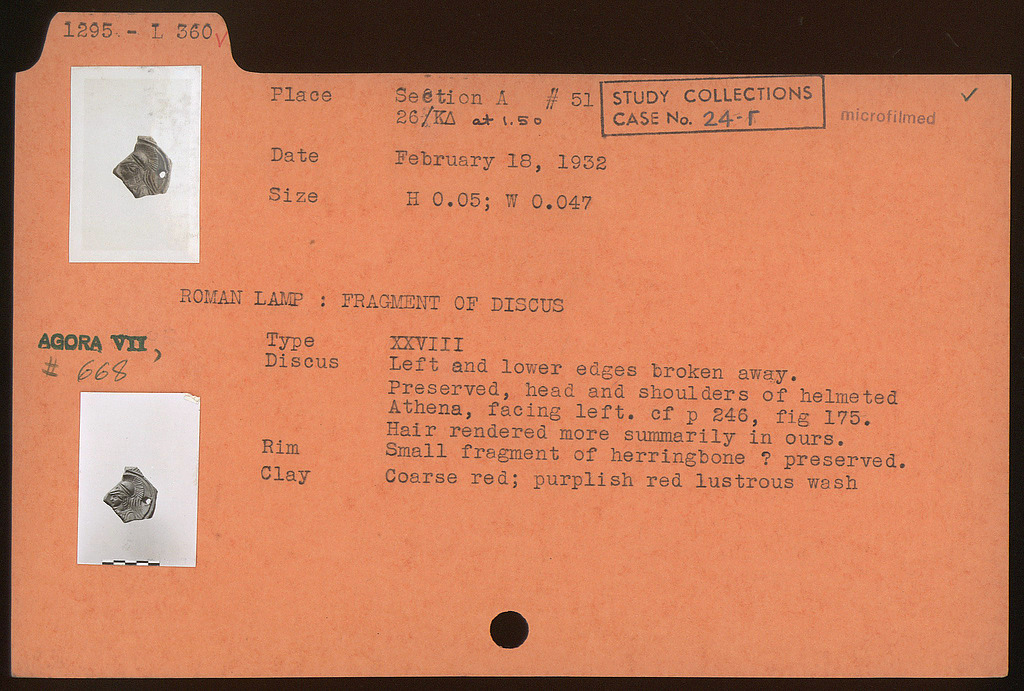 1295 - L 360 ✓
Place Section A # 51
26/ΚΔ at 1.50
STUDY COLLECTIONS
CASE No. 24-Γ
microfilmed
✓
Date February 18, 1932
Size H 0.05; W 0.047
ROMAN LAMP : FRAGMENT OF DISCUS
AGORA VII,
# 668
Type XXVIII
Discus Left and lower edges broken away.
Preserved, head and shoulders of helmeted
Athena, facing left. cf p 246, fig 175.
Hair rendered more summarily in ours.
Rim Small fragment of herringbone ? preserved.
Clay Coarse red; purplish red lustrous wash